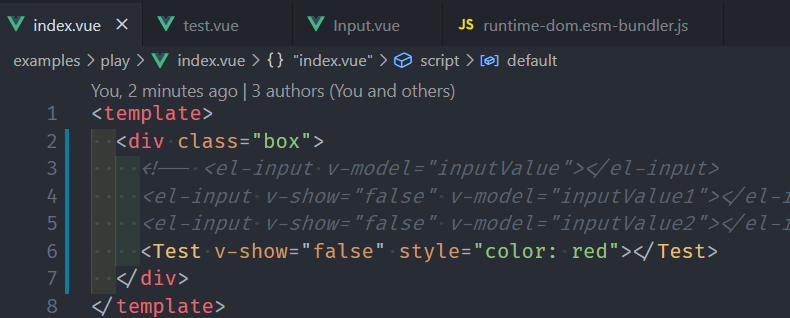 index.vue × test.vue Input.vue JS runtime-dom.esm-bundler.js
examples > play > index.vue > {} "index.vue" > script > default
You, 2 minutes ago | 3 authors (You and others)
1 <template>
2 <div class="box">
3 <!-- <el-input v-model="inputValue"></el-input>
4 <el-input v-show="false" v-model="inputValue1"></el-i
5 <el-input v-show="false" v-model="inputValue2"></el-i
6 <Test v-show="false" style="color: red"></Test>
7 </div>
8 </template>